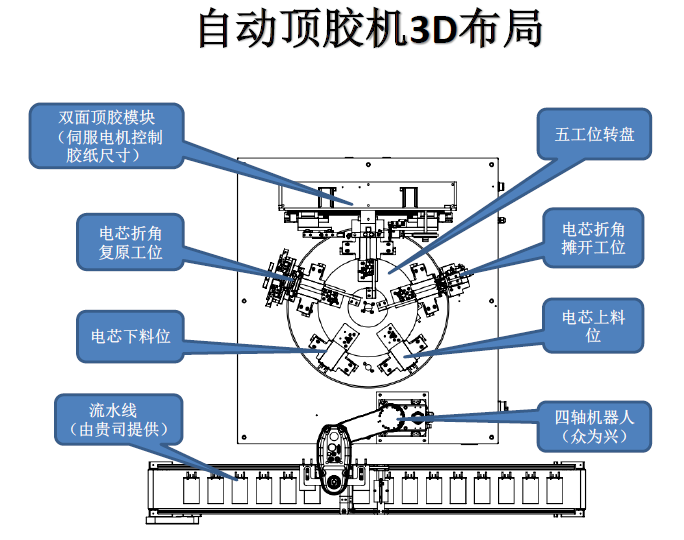 自动顶胶机3D布局
双面顶胶模块
（伺服电机控制
胶纸尺寸）
五工位转盘
电芯折角
复原工位
电芯折角
摊开工位
电芯下料位
电芯上料
位
流水线
（由贵司提供）
四轴机器人
（众为兴）